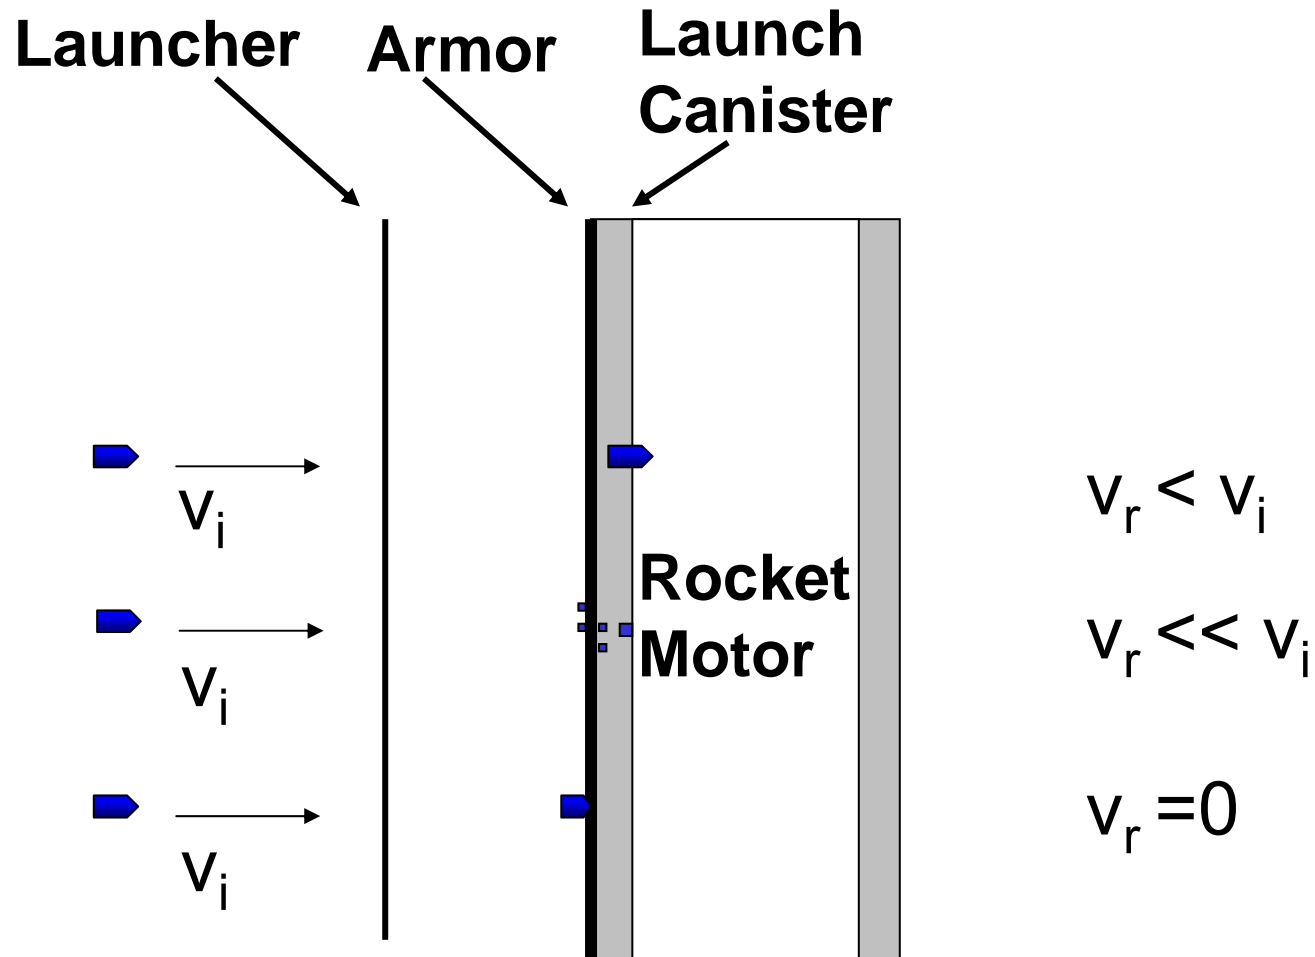 Launcher
Armor
Launch
Canister
vi
vr < vi
Rocket
Motor
vi
vr << vi
vi
vr =0